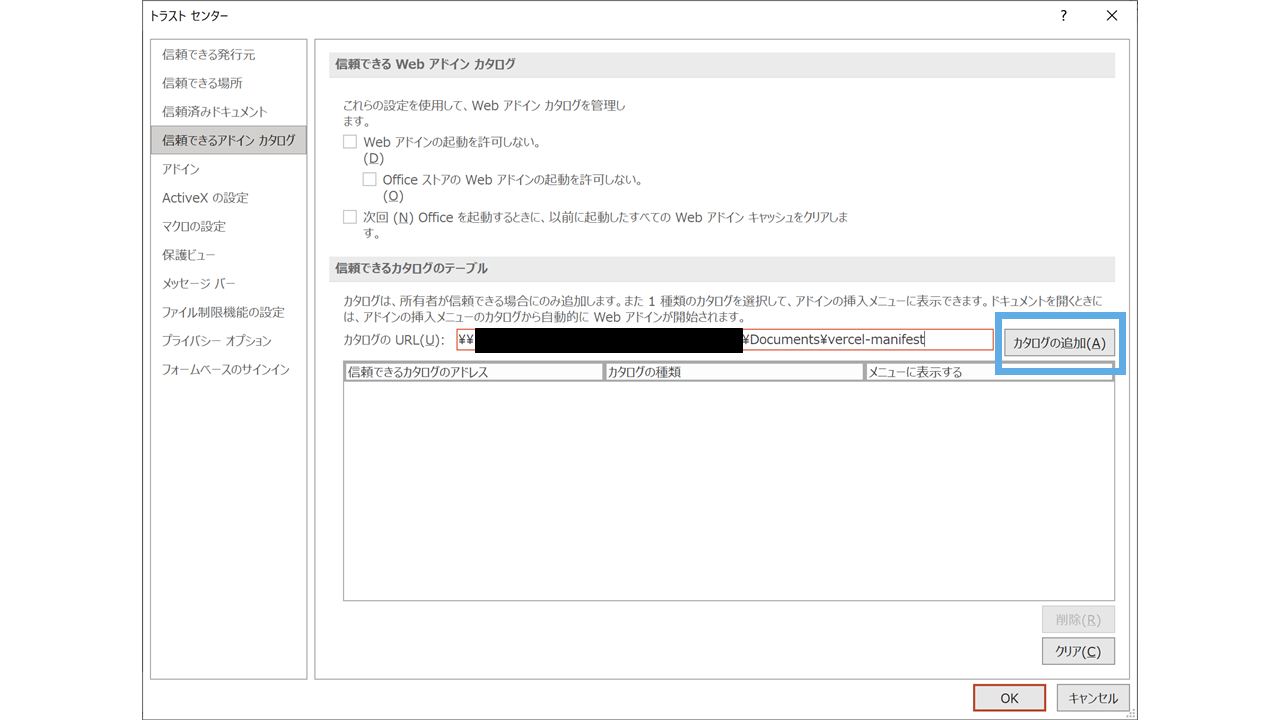 トラスト センター
?
信頼できる発行元
信頼できる場所
信頼済みドキュメント
信頼できるアドイン カタログ
アドイン
ActiveX の設定
マクロの設定
保護ビュー
メッセージ バー
ファイル制限機能の設定
プライバシー オプション
フォームベースのサインイン
信頼できる Web アドイン カタログ
これらの設定を使用して、Web アドイン カタログを管理し
ます。
Web アドインの起動を許可しない。
(D)
Office ストアの Web アドインの起動を許可しない。
(O)
次回 (N) Office を起動するときに、以前に起動したすべての Web アドイン キャッシュをクリアしま
す。
信頼できるカタログのテーブル
カタログは、所有者が信頼できる場合にのみ追加します。また 1 種類のカタログを選択して、アドインの挿入メニューに表示できます。ドキュメントを開くときに
は、アドインの挿入メニューのカタログから自動的に Web アドインが開始されます。
カタログの URL(U): ¥¥ ¥Documents¥vercel-manifest カタログの追加(A)
信頼できるカタログのアドレス カタログの種類 メニューに表示する
削除(R)
クリア(C)
OK キャンセル